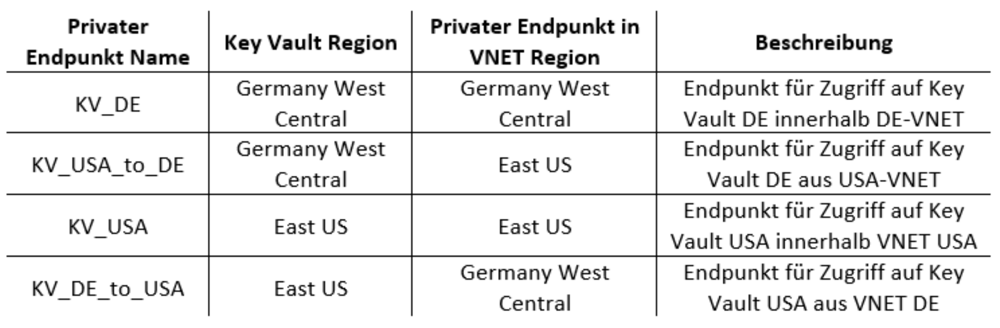 Privater
Endpunkt Name
Key Vault Region
Privater Endpunkt in
VNET Region
Beschreibung
KV_DE
Germany West
Central
Germany West
Central
Endpunkt für Zugriff auf Key
Vault DE innerhalb DE-VNET
KV_USA_to_DE
Germany West
Central
East US
Endpunkt für Zugriff auf Key
Vault DE aus USA-VNET
KV_USA
East US
East US
Endpunkt für Zugriff auf Key
Vault USA innerhalb VNET USA
KV_DE_to_USA
East US
Germany West
Central
Endpunkt für Zugriff auf Key
Vault USA aus VNET DE